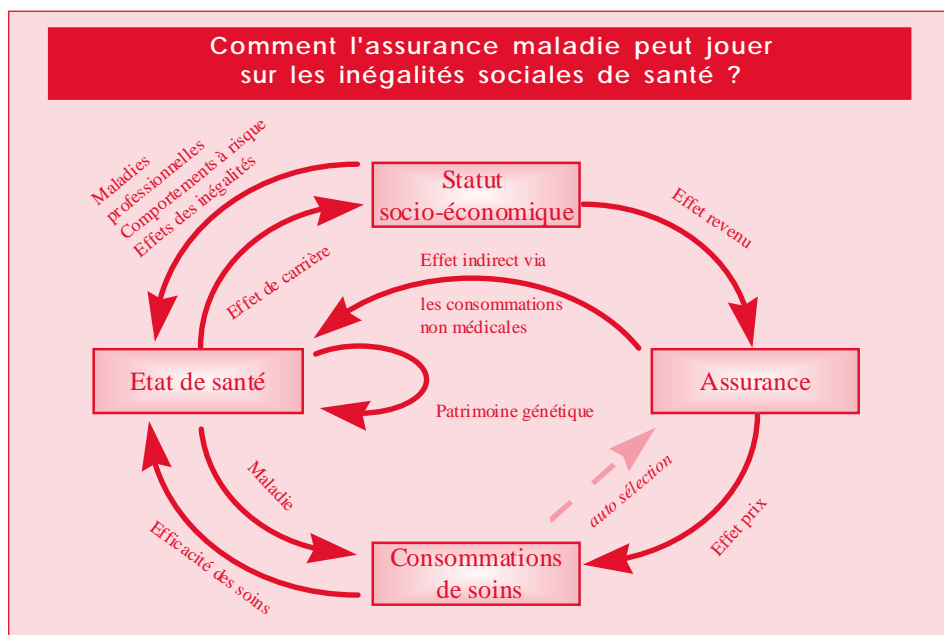 Comment l'assurance maladie peut jouer
sur les inégalités sociales de santé ?
Maladies
professionnelles
Comportements à risque
Effets des inégalités
Statut
socio-économique
Effet revenu
Effet de carrière
Effet indirect via
les consommations
non médicales
Etat de santé
Assurance
Patrimoine génétique
Maladie
auto sélection
Efficacité des soins
Consommations
de soins
Effet prix